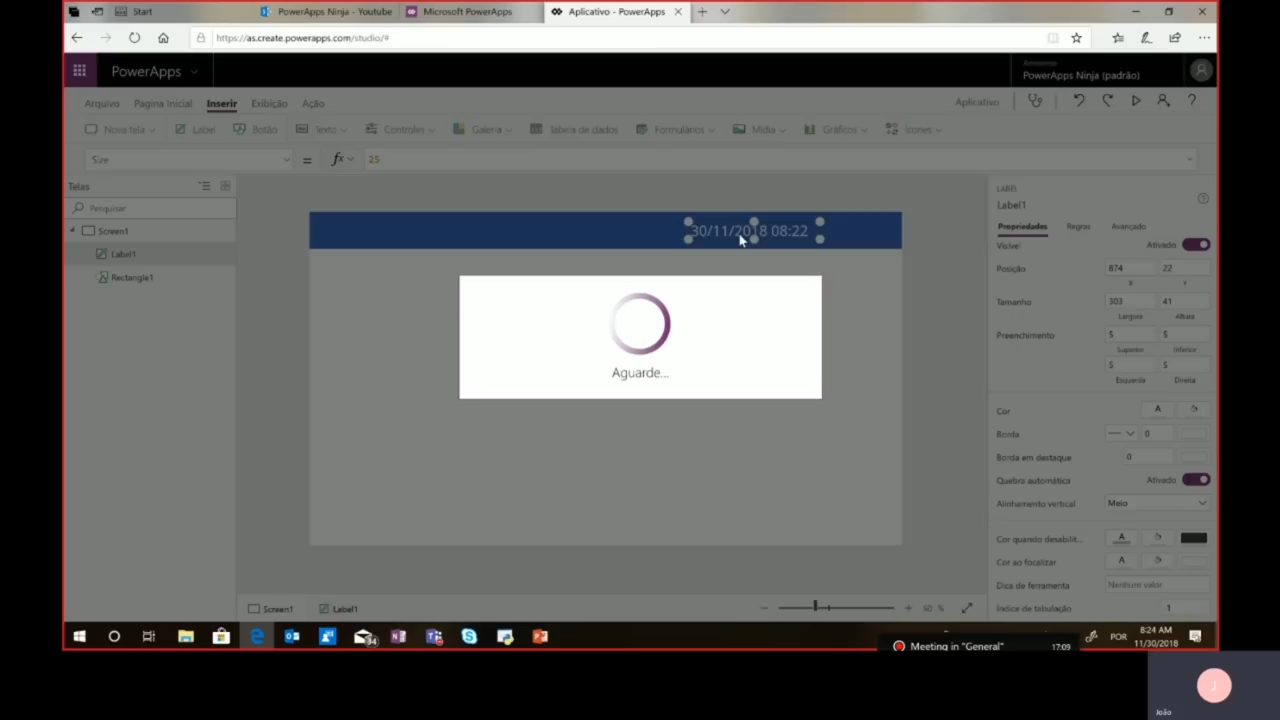 Start
PowerApps Ninja - Youtube
Microsoft PowerApps
Aplicativo - PowerApps
https://as.create.powerapps.com/studio/#
PowerApps
PowerApps Ninja (padrão)
Arquivo
Página Inicial
Inserir
Exibição
Ação
Aplicativo
Nova tela
Label
Botão
Texto
Controles
Galeria
Tabela de dados
Formulários
Mídia
Gráficos
Ícones
Size
=
fx
25
Telas
Pesquisar
Screen1
Label1
Rectangle1
30/11/2018 08:22
Aguarde...
LABEL
Label1
Propriedades
Regras
Avançado
Visível
Ativado
Posição
874
22
X
Y
Tamanho
303
41
Largura
Altura
Preenchimento
5
5
Superior
Inferior
5
5
Esquerda
Direita
Cor
A
Borda
0
Borda em destaque
0
Quebra automático
Ativado
Alinhamento vertical
Meio
Cor quando desabilit...
A
Cor ao focalizar
A
Dica de ferramenta
Nenhum valor
Índice de tabulação
1
Screen1
Label1
50 %
34
POR
8:24 AM
11/30/2018
Meeting in "General"
17:09
J
João